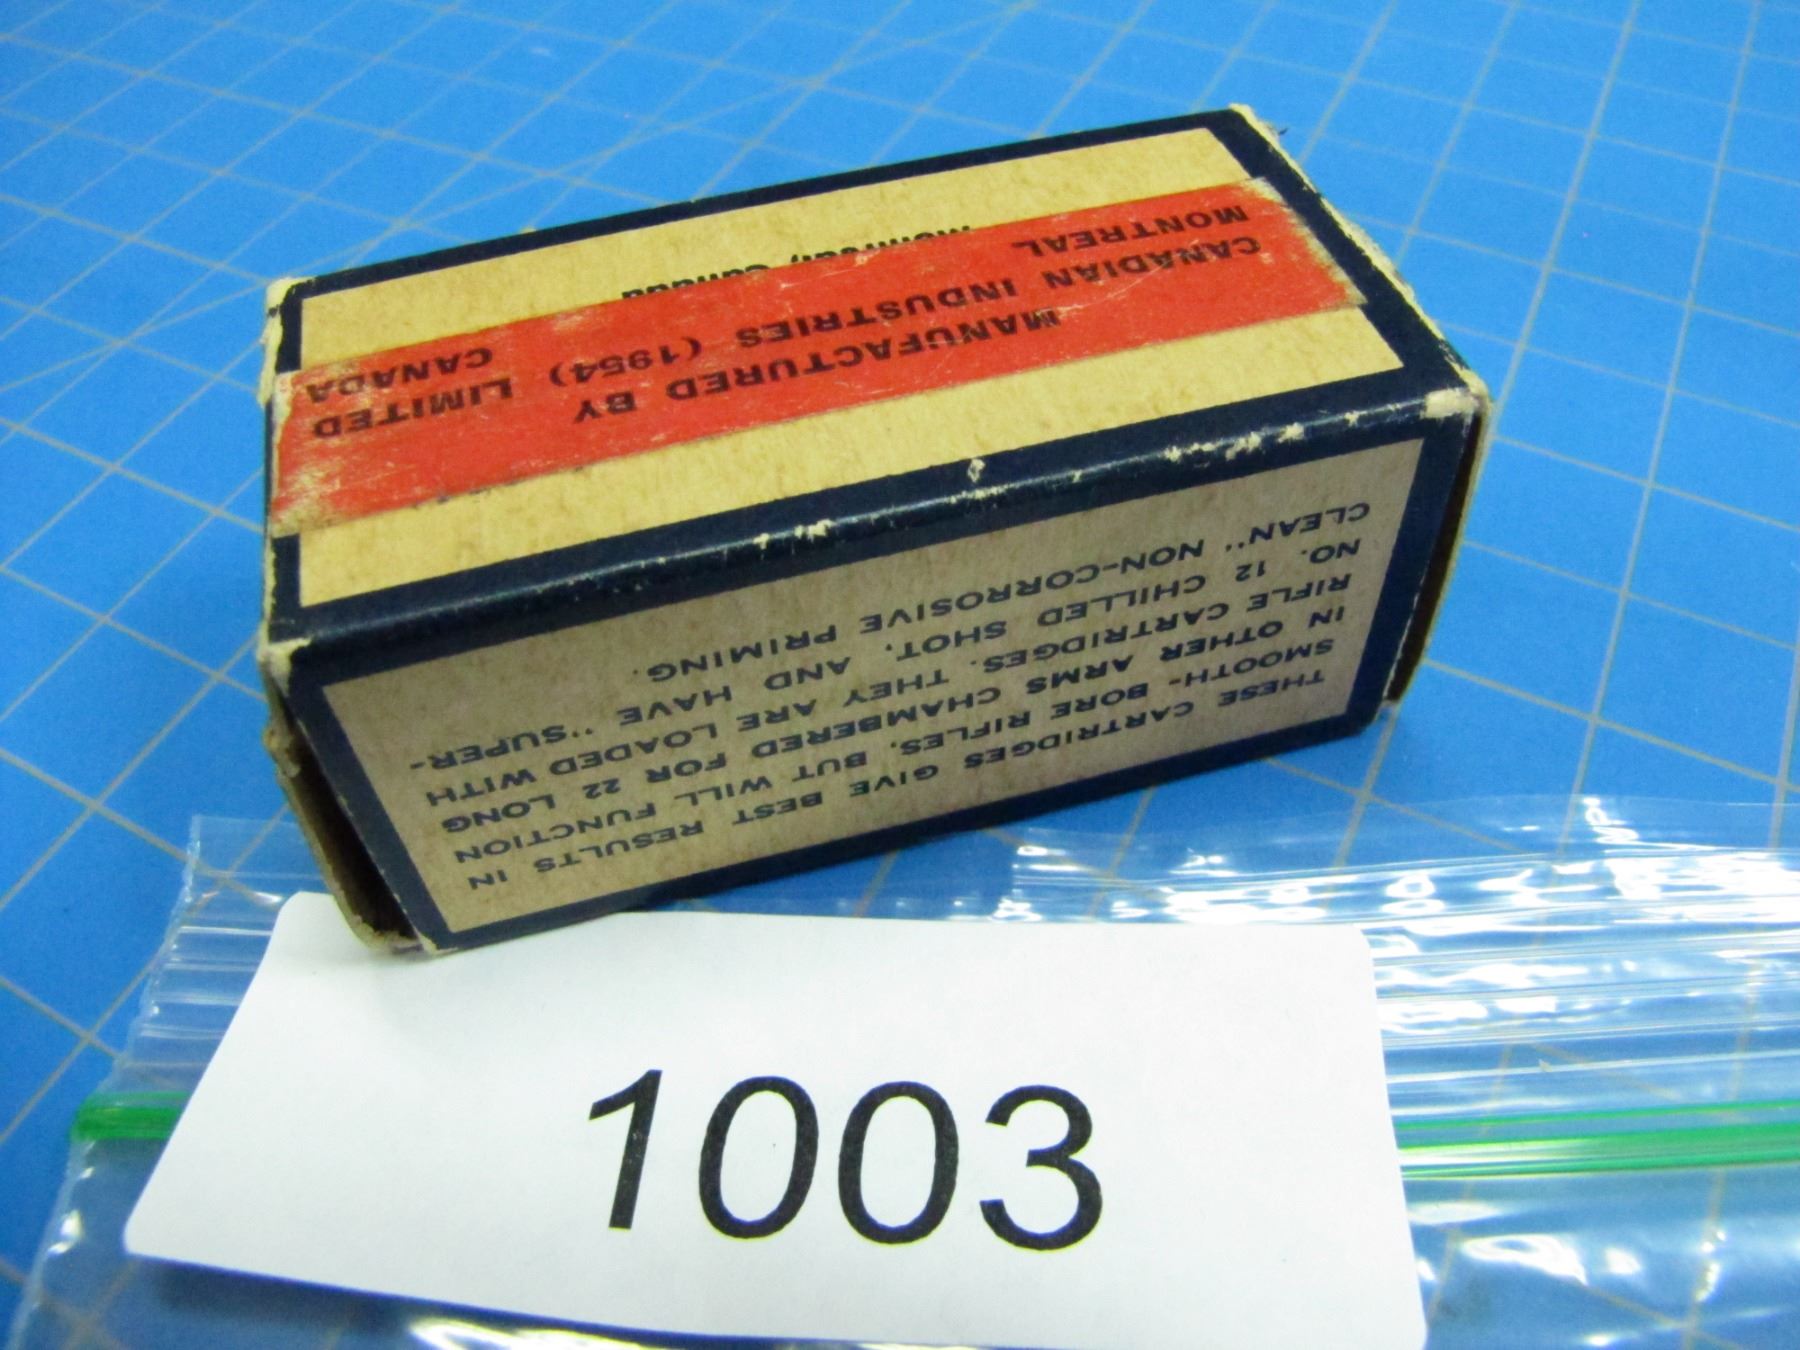 MANUFACTURED BY
CANADIAN INDUSTRIES (1954) LIMITED
MONTREAL CANADA
Montreal, Canada
THESE CARTRIDGES GIVE BEST RESULTS IN
SMOOTH- BORE RIFLES. BUT WILL FUNCTION
IN OTHER ARMS CHAMBERED FOR 22 LONG
RIFLE CARTRIDGES. THEY ARE LOADED WITH
NO. 12 CHILLED SHOT, AND HAVE "SUPER-
CLEAN" NON-CORROSIVE PRIMING.
1003